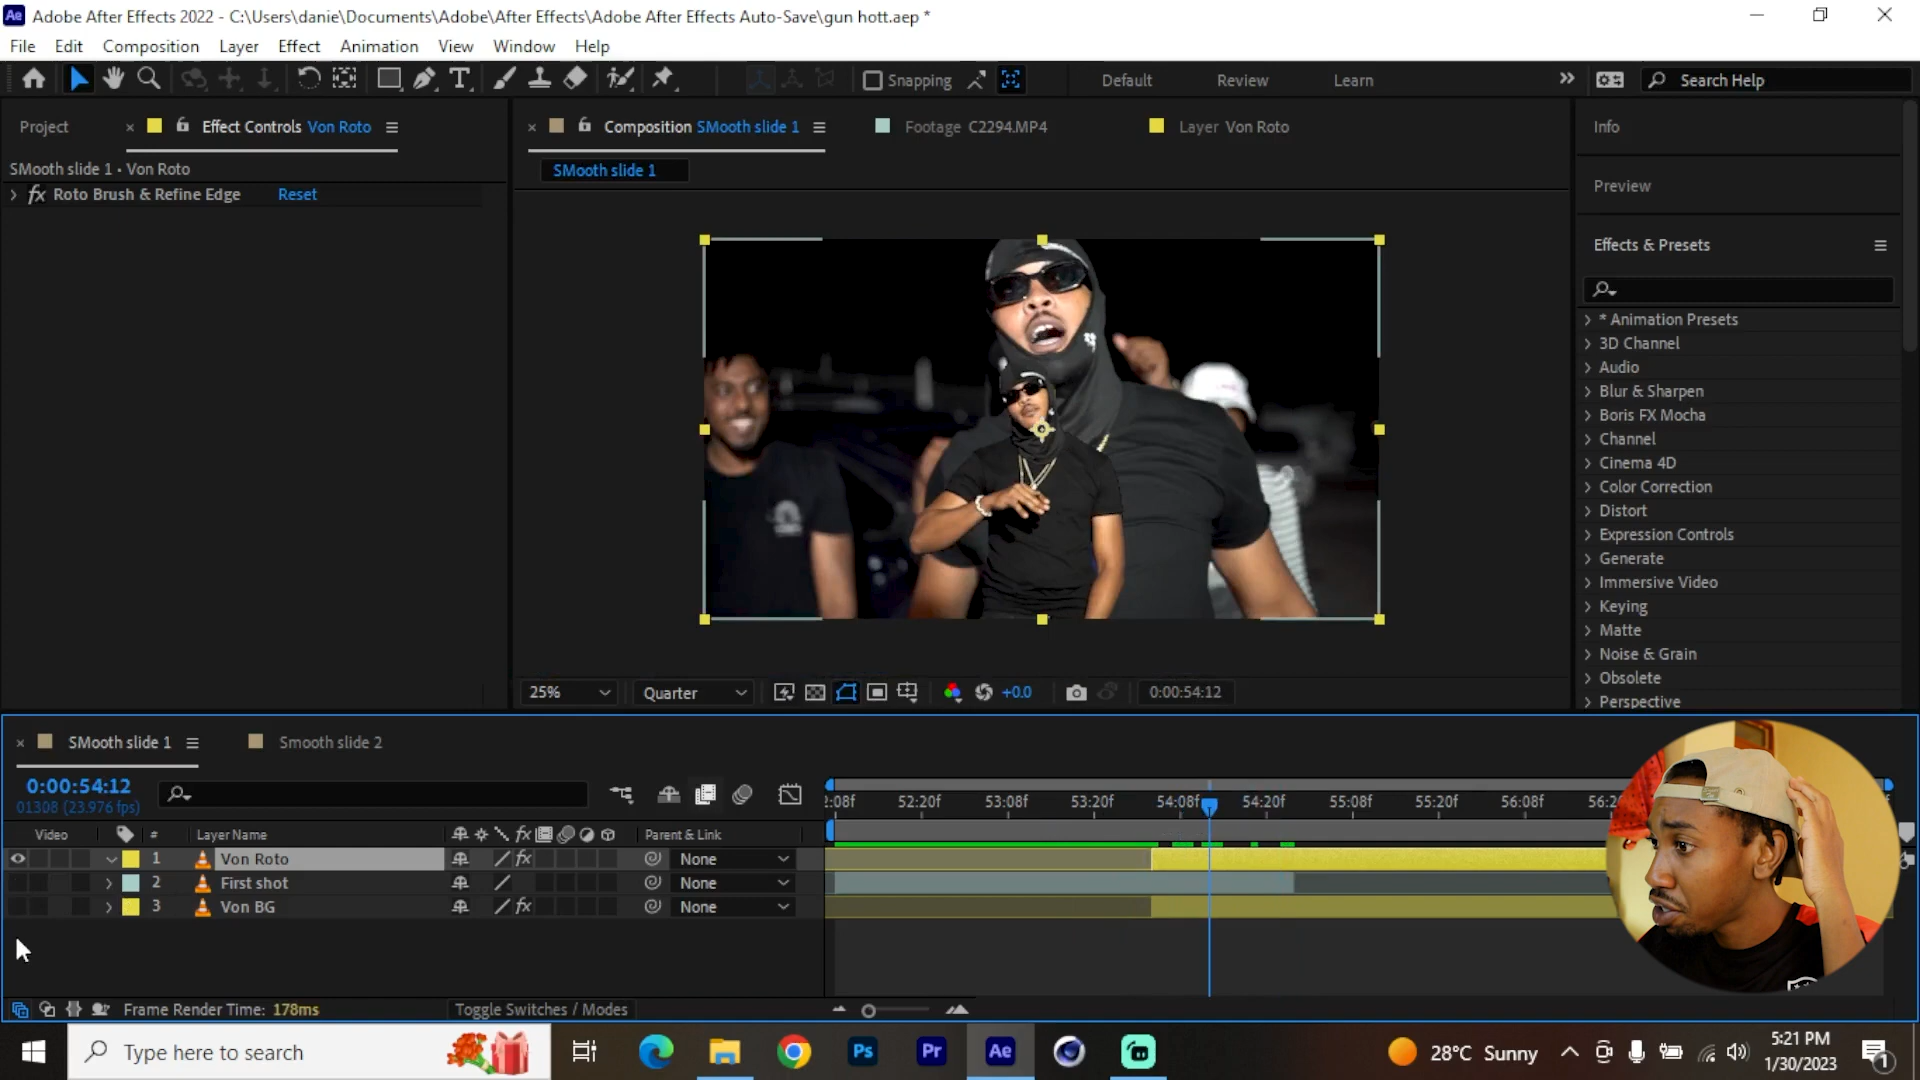 Ae Adobe After Effects 2022 - C:\Users\danie\Documents\Adobe\After Effects\Adobe After Effects Auto-Save\gun hott.aep *
File Edit Composition Layer Effect Animation View Window Help
Snapping Default Review Learn Search Help
Project Effect Controls Von Roto Composition SMooth slide 1 Footage C2294.MP4 Layer Von Roto Info
SMooth slide 1 • Von Roto SMooth slide 1
fx Roto Brush & Refine Edge Reset
Preview
Effects & Presets
* Animation Presets
3D Channel
Audio
Blur & Sharpen
Boris FX Mocha
Channel
Cinema 4D
Color Correction
Distort
Expression Controls
Generate
Immersive Video
Keying
Matte
Noise & Grain
Obsolete
Perspective
25% Quarter +0.0 0:00:54:12
SMooth slide 1 Smooth slide 2
0:00:54:12
01308 (23.976 fps)
2:08f 52:20f 53:08f 53:20f 54:08f 54:20f 55:08f 55:20f 56:08f 56:20
Video # Layer Name fx Parent & Link
1 Von Roto fx None
2 First shot None
3 Von BG fx None
Frame Render Time: 178ms Toggle Switches / Modes
Type here to search Ps Pr Ae 28°C Sunny 5:21 PM
1/30/2023 1